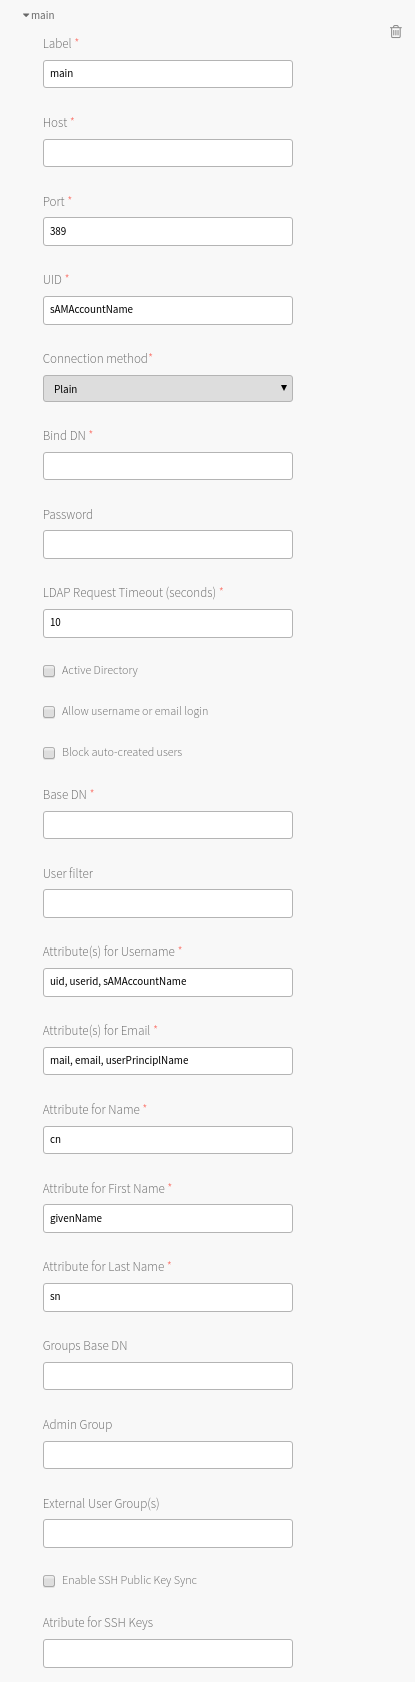 main
Label *
main
Host *
Port *
389
UID *
sAMAccountName
Connection method*
Plain
Bind DN *
Password
LDAP Request Timeout (seconds) *
10
Active Directory
Allow username or email login
Block auto-created users
Base DN *
User filter
Attribute(s) for Username *
uid, userid, sAMAccountName
Attribute(s) for Email *
mail, email, userPrinciplName
Attribute for Name *
cn
Attribute for First Name *
givenName
Attribute for Last Name *
sn
Groups Base DN
Admin Group
External User Group(s)
Enable SSH Public Key Sync
Atribute for SSH Keys